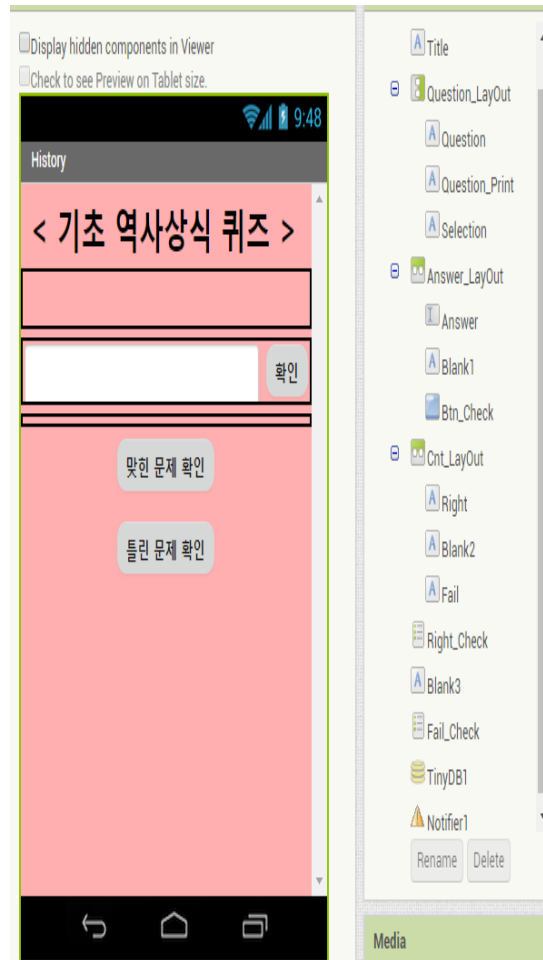 Display hidden components in Viewer
Check to see Preview on Tablet size.
9:48
History
< 기초 역사상식 퀴즈 >
확인
맞힌 문제 확인
틀린 문제 확인
Title
Question_LayOut
Question
Question_Print
Selection
Answer_LayOut
Answer
Blank1
Btn_Check
Cnt_LayOut
Right
Blank2
Fail
Right_Check
Blank3
Fail_Check
TinyDB1
Notifier1
Rename Delete
Media